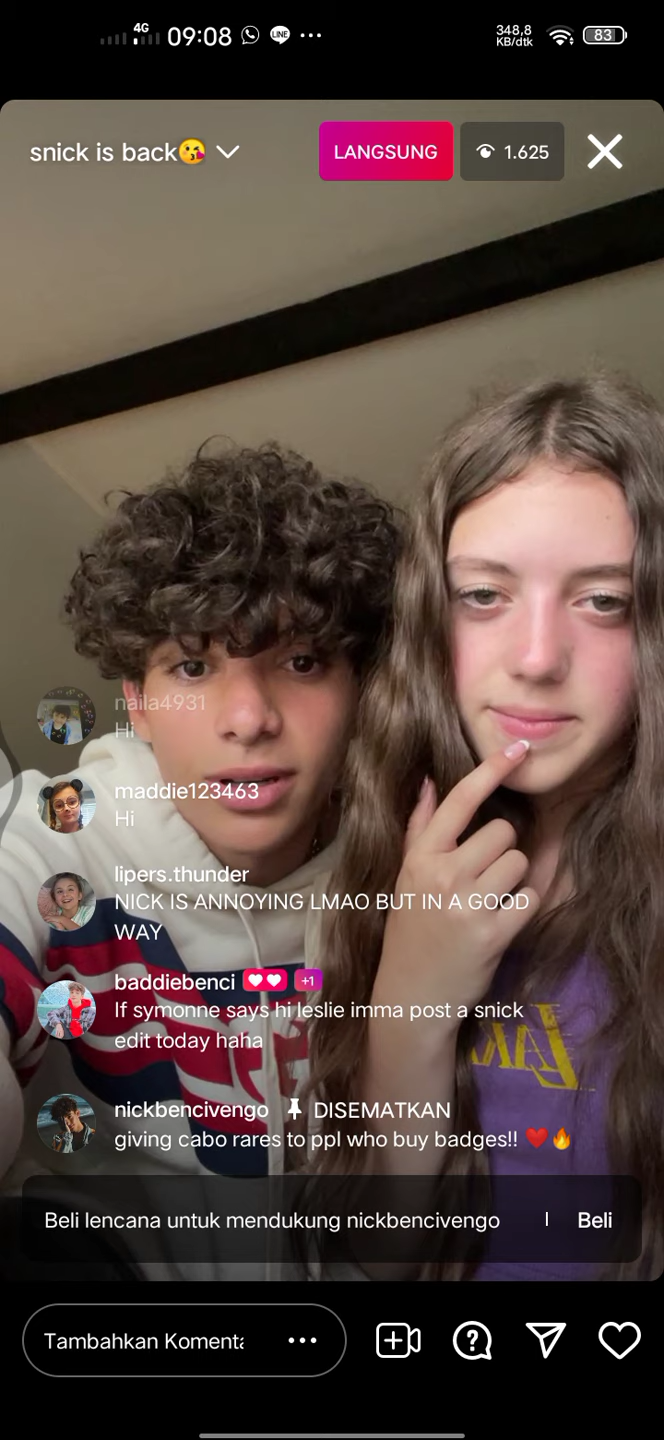 4G 09:08 LINE 348,8 KB/dtk 83
snick is back😘 LANGSUNG 1.625
naila4931
Hi
maddie123463
Hi
lipers.thunder
NICK IS ANNOYING LMAO BUT IN A GOOD
WAY
baddiebenci +1
If symonne says hi leslie imma post a snick
edit today haha
nickbencivengo DISEMATKAN
giving cabo rares to ppl who buy badges!! ❤️🔥
Beli lencana untuk mendukung nickbencivengo | Beli
Tambahkan Komenta